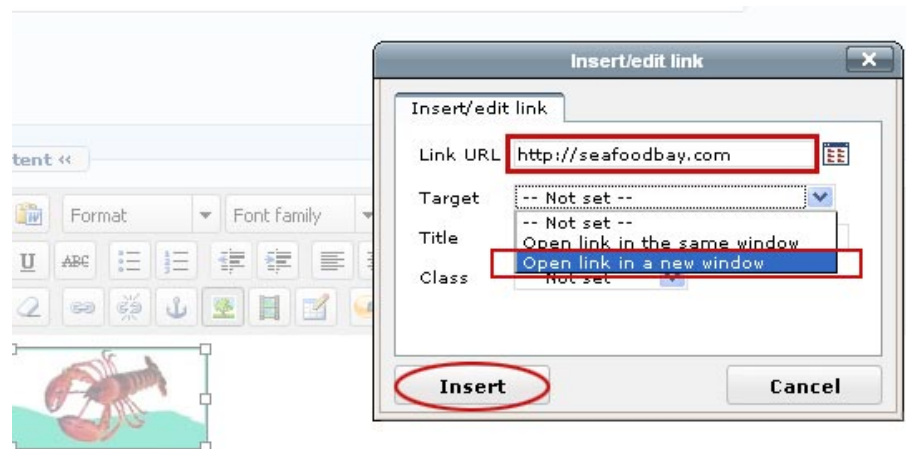 Insert/edit link
Insert/edit link
tent «
Link URL http://seafoodbay.com
Format Font family
Target -- Not set --
-- Not set --
Title
Open link in the same window
U ABC
Open link in a new window
Class Not set
Insert Cancel